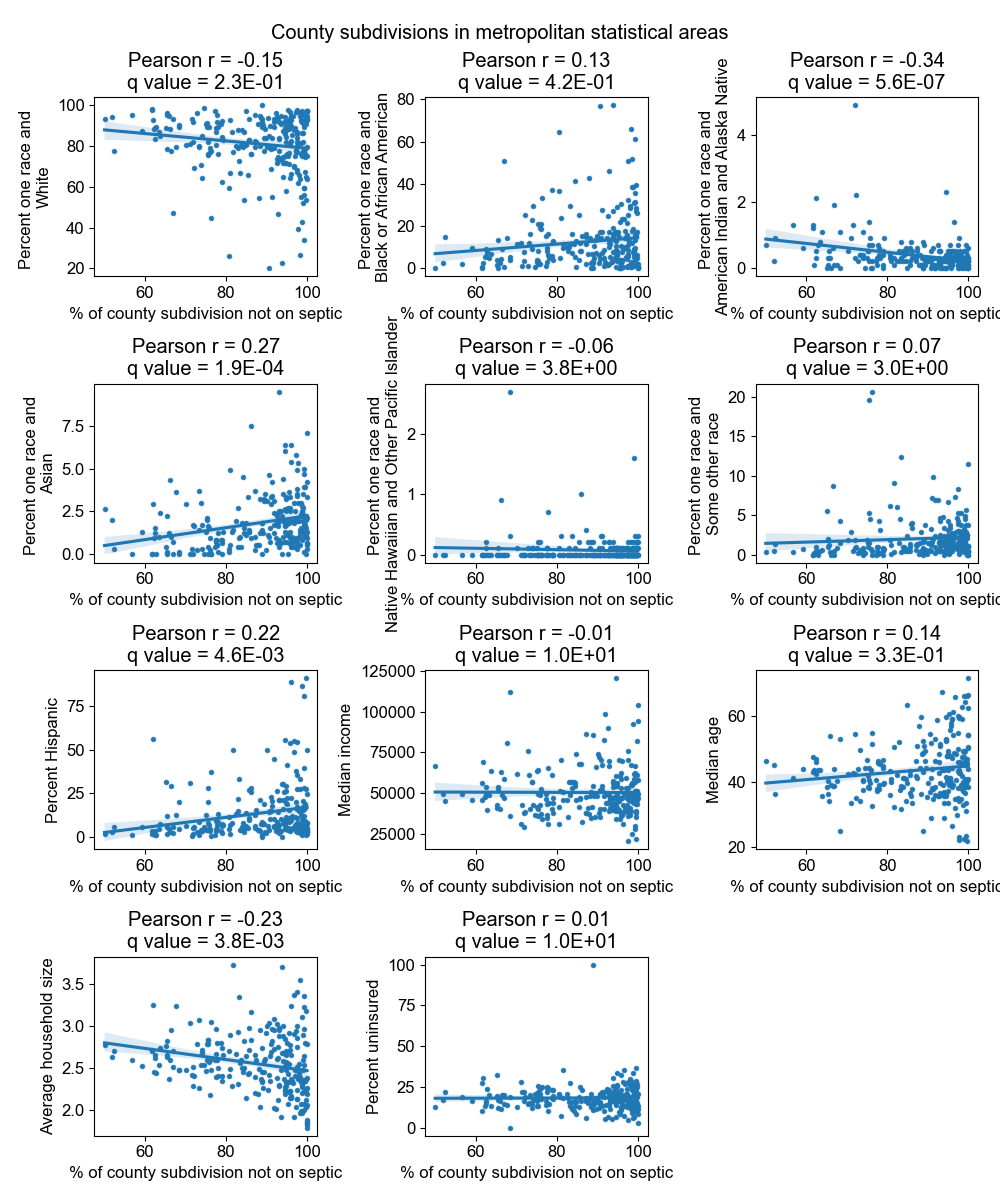 County subdivisions in metropolitan statistical areas
Pearson r = -0.15
q value = 2.3E-01
Percent one race and
White
100
80
60
40
20
60 80 100
% of county subdivision not on septic
Pearson r = 0.13
q value = 4.2E-01
Percent one race and
Black or African American
80
60
40
20
0
60 80 100
% of county subdivision not on septic
Pearson r = -0.34
q value = 5.6E-07
Percent one race and
American Indian and Alaska Native
4
2
0
60 80 100
% of county subdivision not on septic
Pearson r = 0.27
q value = 1.9E-04
Percent one race and
Asian
7.5
5.0
2.5
0.0
60 80 100
% of county subdivision not on septic
Pearson r = -0.06
q value = 3.8E+00
Percent one race and
Native Hawaiian and Other Pacific Islander
2
1
0
60 80 100
% of county subdivision not on septic
Pearson r = 0.07
q value = 3.0E+00
Percent one race and
Some other race
20
15
10
5
0
60 80 100
% of county subdivision not on septic
Pearson r = 0.22
q value = 4.6E-03
Percent Hispanic
75
50
25
0
60 80 100
% of county subdivision not on septic
Pearson r = -0.01
q value = 1.0E+01
Median income
125000
100000
75000
50000
25000
60 80 100
% of county subdivision not on septic
Pearson r = 0.14
q value = 3.3E-01
Median age
60
40
20
60 80 100
% of county subdivision not on septic
Pearson r = -0.23
q value = 3.8E-03
Average household size
3.5
3.0
2.5
2.0
60 80 100
% of county subdivision not on septic
Pearson r = 0.01
q value = 1.0E+01
Percent uninsured
100
75
50
25
0
60 80 100
% of county subdivision not on septic